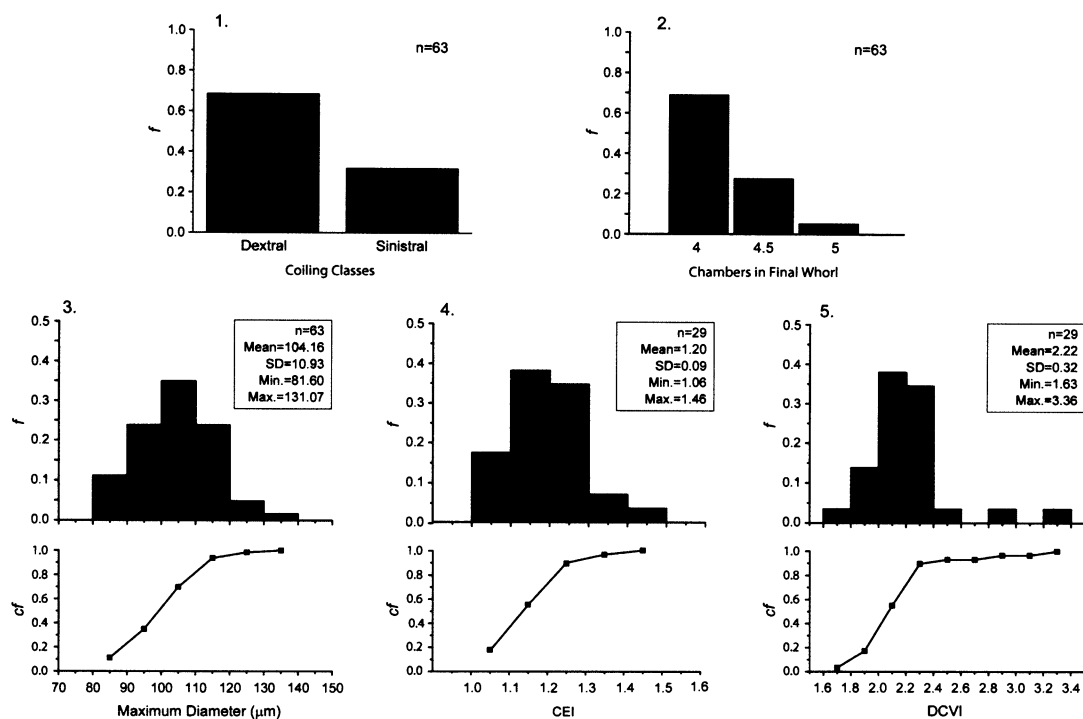 1.
n=63
f
1.0
0.8
0.6
0.4
0.2
0.0
Dextral Sinistral
Coiling Classes
2.
n=63
f
1.0
0.8
0.6
0.4
0.2
0.0
4 4.5 5
Chambers in Final Whorl
3.
n=63
Mean=104.16
SD=10.93
Min.=81.60
Max.=131.07
f
0.5
0.4
0.3
0.2
0.1
0.0
cf
1.0
0.8
0.6
0.4
0.2
0.0
70 80 90 100 110 120 130 140 150
Maximum Diameter (μm)
4.
n=29
Mean=1.20
SD=0.09
Min.=1.06
Max.=1.46
f
0.5
0.4
0.3
0.2
0.1
0.0
cf
1.0
0.8
0.6
0.4
0.2
0.0
1.0 1.1 1.2 1.3 1.4 1.5 1.6
CEI
5.
n=29
Mean=2.22
SD=0.32
Min.=1.63
Max.=3.36
f
0.5
0.4
0.3
0.2
0.1
0.0
cf
1.0
0.8
0.6
0.4
0.2
0.0
1.6 1.8 2.0 2.2 2.4 2.6 2.8 3.0 3.2 3.4
DCVI